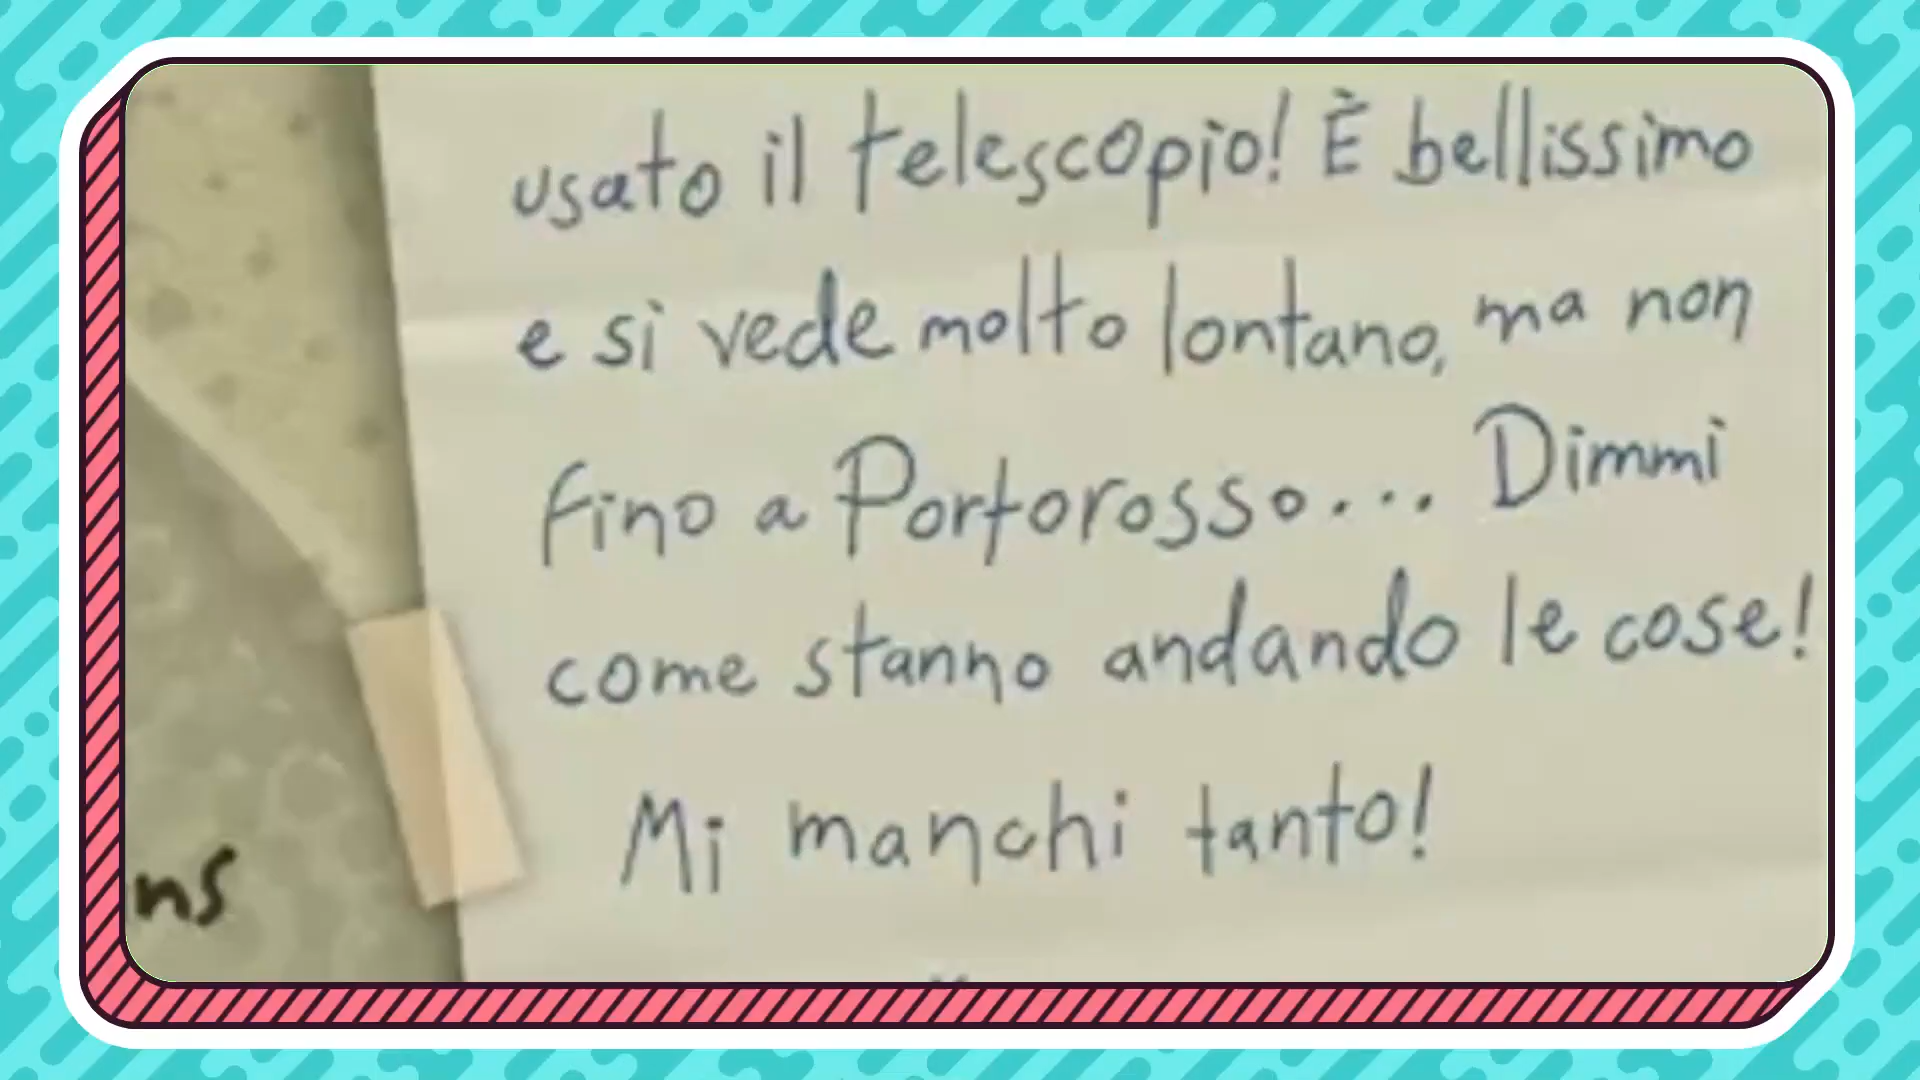 usato il telescopio! È bellissimo
e si vede molto lontano, ma non
fino a Portorosso... Dimmi
come stanno andando le cose!
Mi manchi tanto!
ns